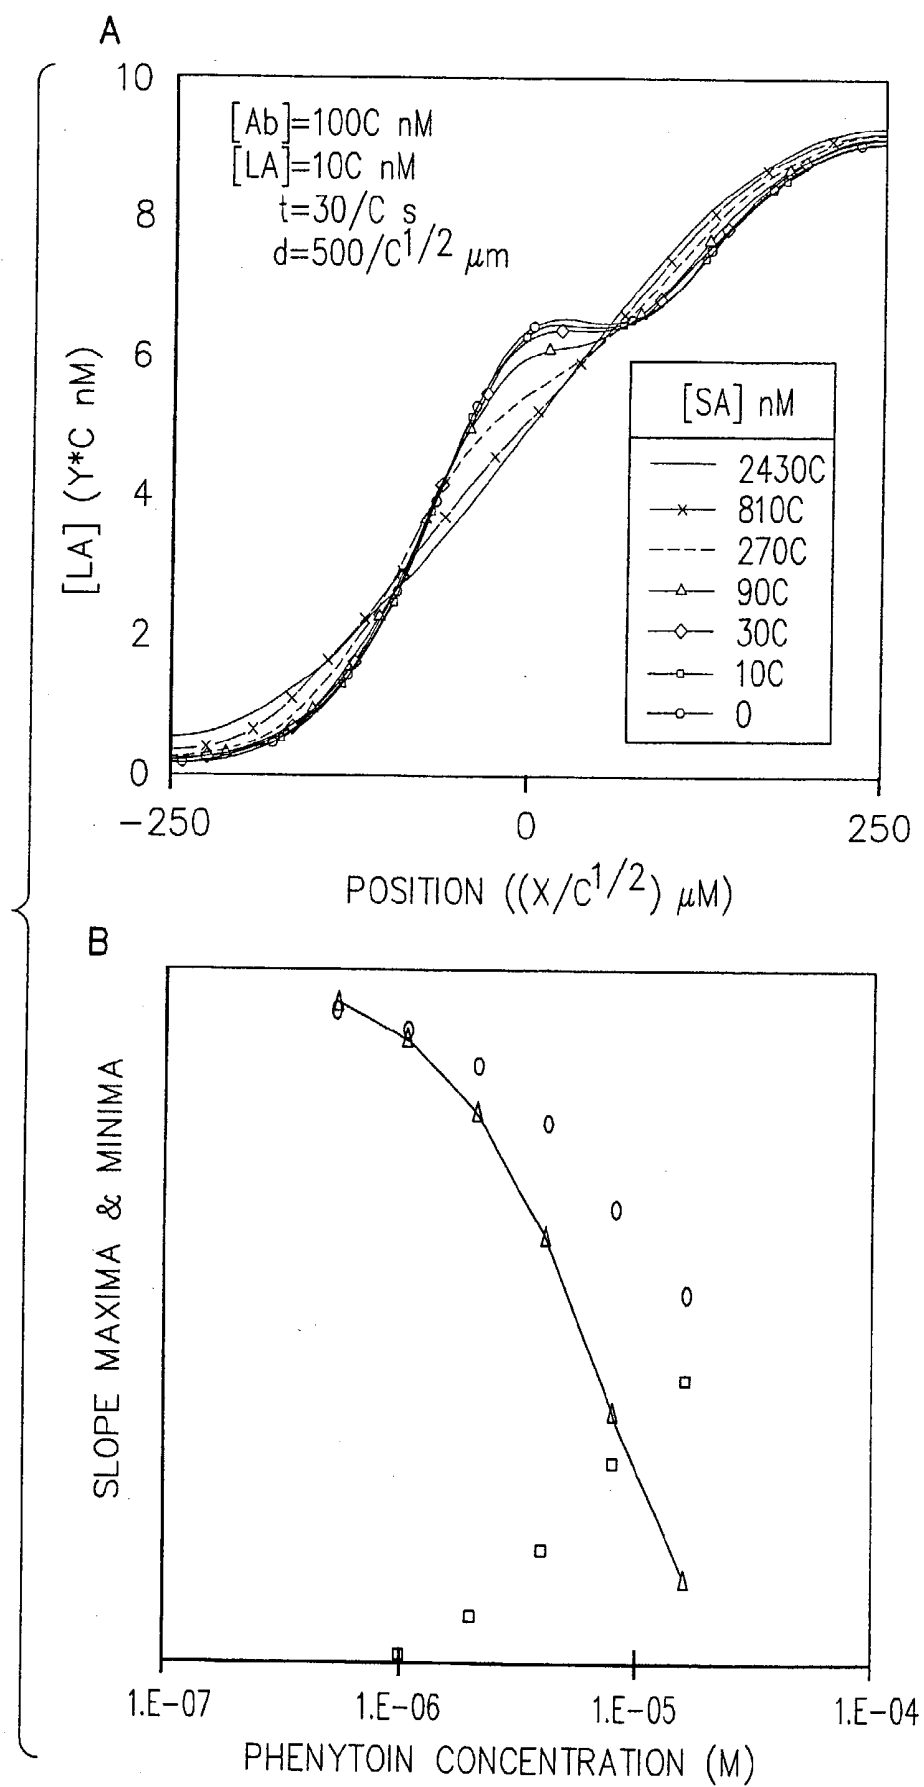 A
10
[Ab]=100C nM
[LA]=10C nM
t=30/C s
d=500/C1/2 μm
8
6
4
2
0
[LA] (Y*C nM)
[SA] nM
2430C
810C
270C
90C
30C
10C
0
-250
0
250
POSITION ((X/C1/2) μM)
B
SLOPE MAXIMA & MINIMA
1.E-07
1.E-06
1.E-05
1.E-04
PHENYTOIN CONCENTRATION (M)